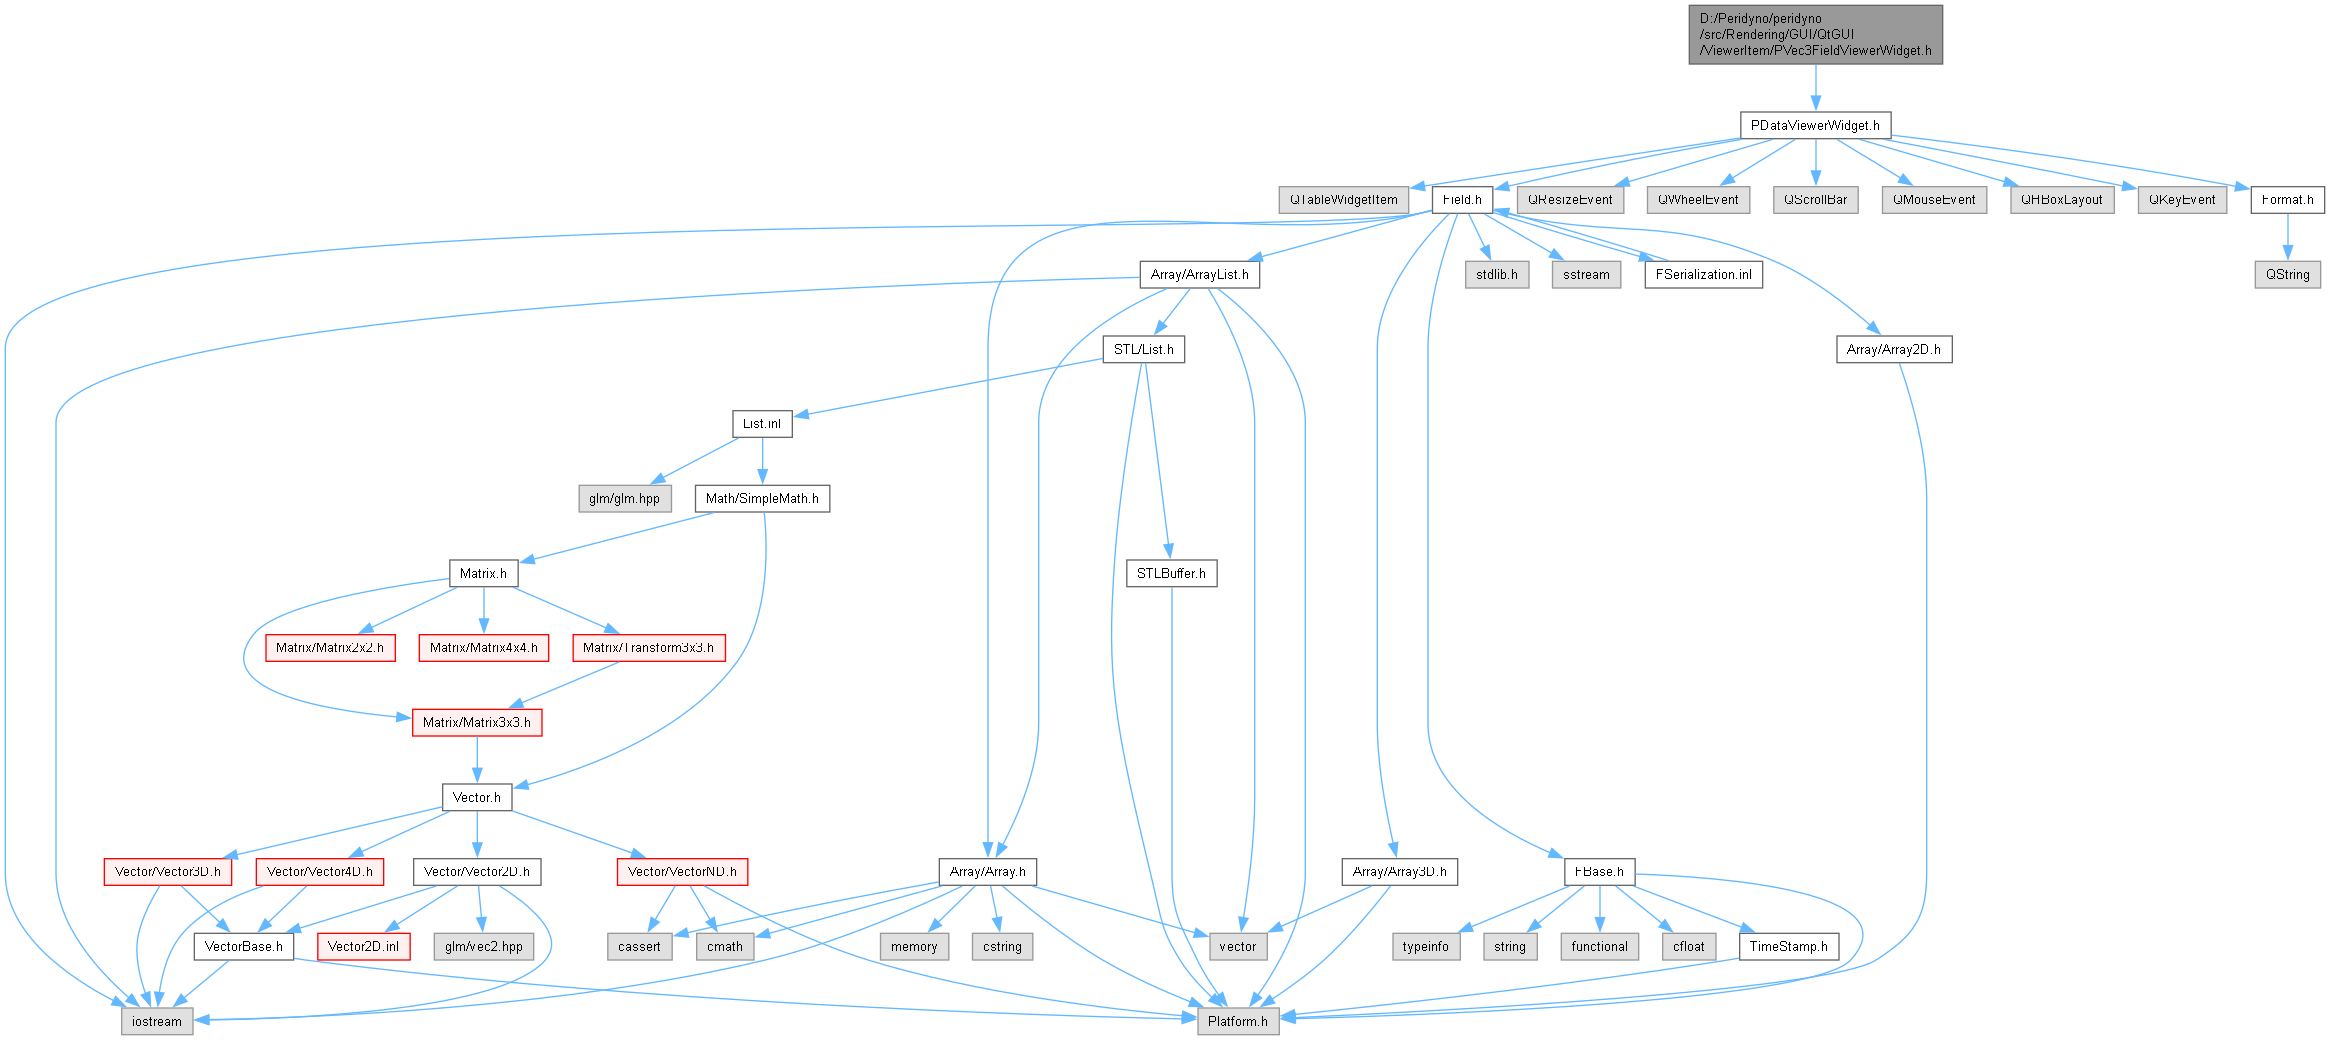 D:/Peridyno/peridyno
/src/Rendering/GUI/QtGUI
/ViewerItem/PVec3FieldViewerWidget.h
PDataViewerWidget.h
QTableWidgetItem
Field.h
QResizeEvent
QWheelEvent
QScrollBar
QMouseEvent
QHBoxLayout
QKeyEvent
Format.h
Array/ArrayList.h
stdlib.h
sstream
FSerialization.inl
QString
STL/List.h
Array/Array2D.h
List.inl
glm/glm.hpp
Math/SimpleMath.h
Matrix.h
STLBuffer.h
Matrix/Matrix2x2.h
Matrix/Matrix4x4.h
Matrix/Transform3x3.h
Matrix/Matrix3x3.h
Vector.h
Vector/Vector3D.h
Vector/Vector4D.h
Vector/Vector2D.h
Vector/VectorND.h
Array/Array.h
Array/Array3D.h
FBase.h
VectorBase.h
Vector2D.inl
glm/vec2.hpp
cassert
cmath
memory
cstring
vector
typeinfo
string
functional
cfloat
TimeStamp.h
iostream
Platform.h